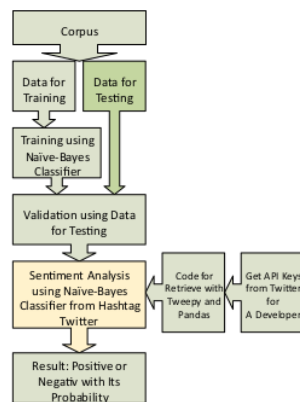 Corpus
Data for
Training
Data for
Testing
Training using
Naïve-Bayes
Classifier
Validation using Data
for Testing
Sentiment Analysis
using Naïve-Bayes
Classifier from Hashtag
Twitter
Code for
Retrieve with
Tweepy and
Pandas
Get API Keys
from Twitter
for
A Developer
Result: Positive or
Negativ with Its
Probability